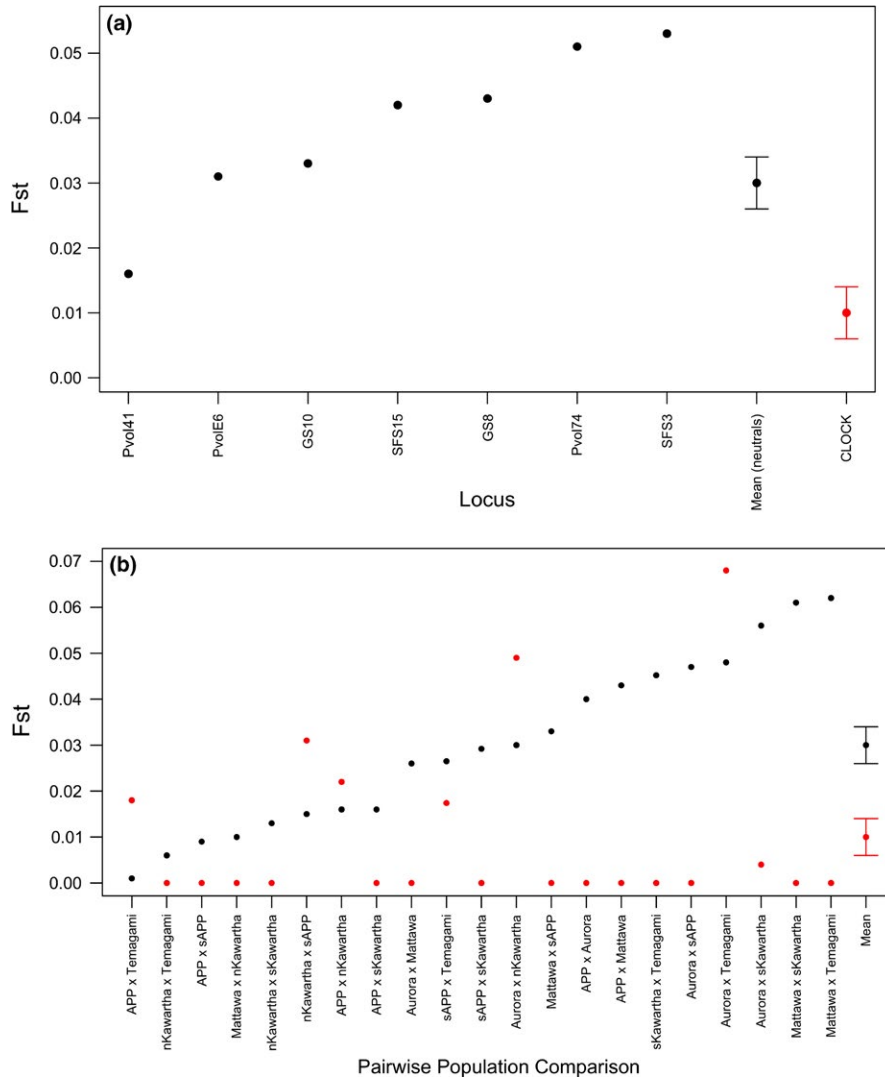 (a)
Fst
0.05
0.04
0.03
0.02
0.01
0.00
Pvol41
PvolE6
GS10
SFS15
GS8
Pvol74
SFS3
Mean (neutrals)
CLOCK
Locus
(b)
Fst
0.07
0.06
0.05
0.04
0.03
0.02
0.01
0.00
APP x Temagami
nKawartha x Temagami
APP x sAPP
Mattawa x nKawartha
nKawartha x sKawartha
nKawartha x sAPP
APP x nKawartha
APP x sKawartha
Aurora x Mattawa
sAPP x Temagami
sAPP x sKawartha
Aurora x nKawartha
Mattawa x sAPP
APP x Aurora
APP x Mattawa
sKawartha x Temagami
Aurora x sAPP
Aurora x Temagami
Aurora x sKawartha
Mattawa x sKawartha
Mattawa x Temagami
Mean
Pairwise Population Comparison